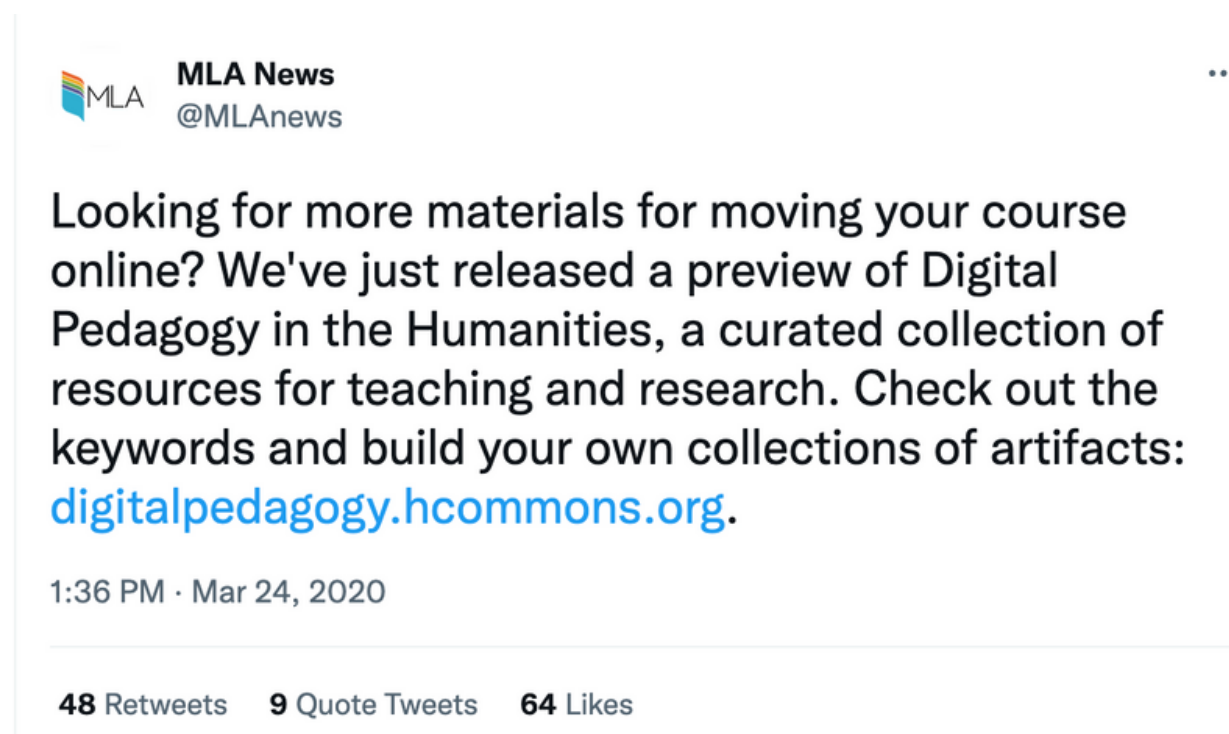 MLA
MLA News
@MLAnews
Looking for more materials for moving your course
online? We've just released a preview of Digital
Pedagogy in the Humanities, a curated collection of
resources for teaching and research. Check out the
keywords and build your own collections of artifacts:
digitalpedagogy.hcommons.org.
1:36 PM · Mar 24, 2020
48 Retweets 9 Quote Tweets 64 Likes